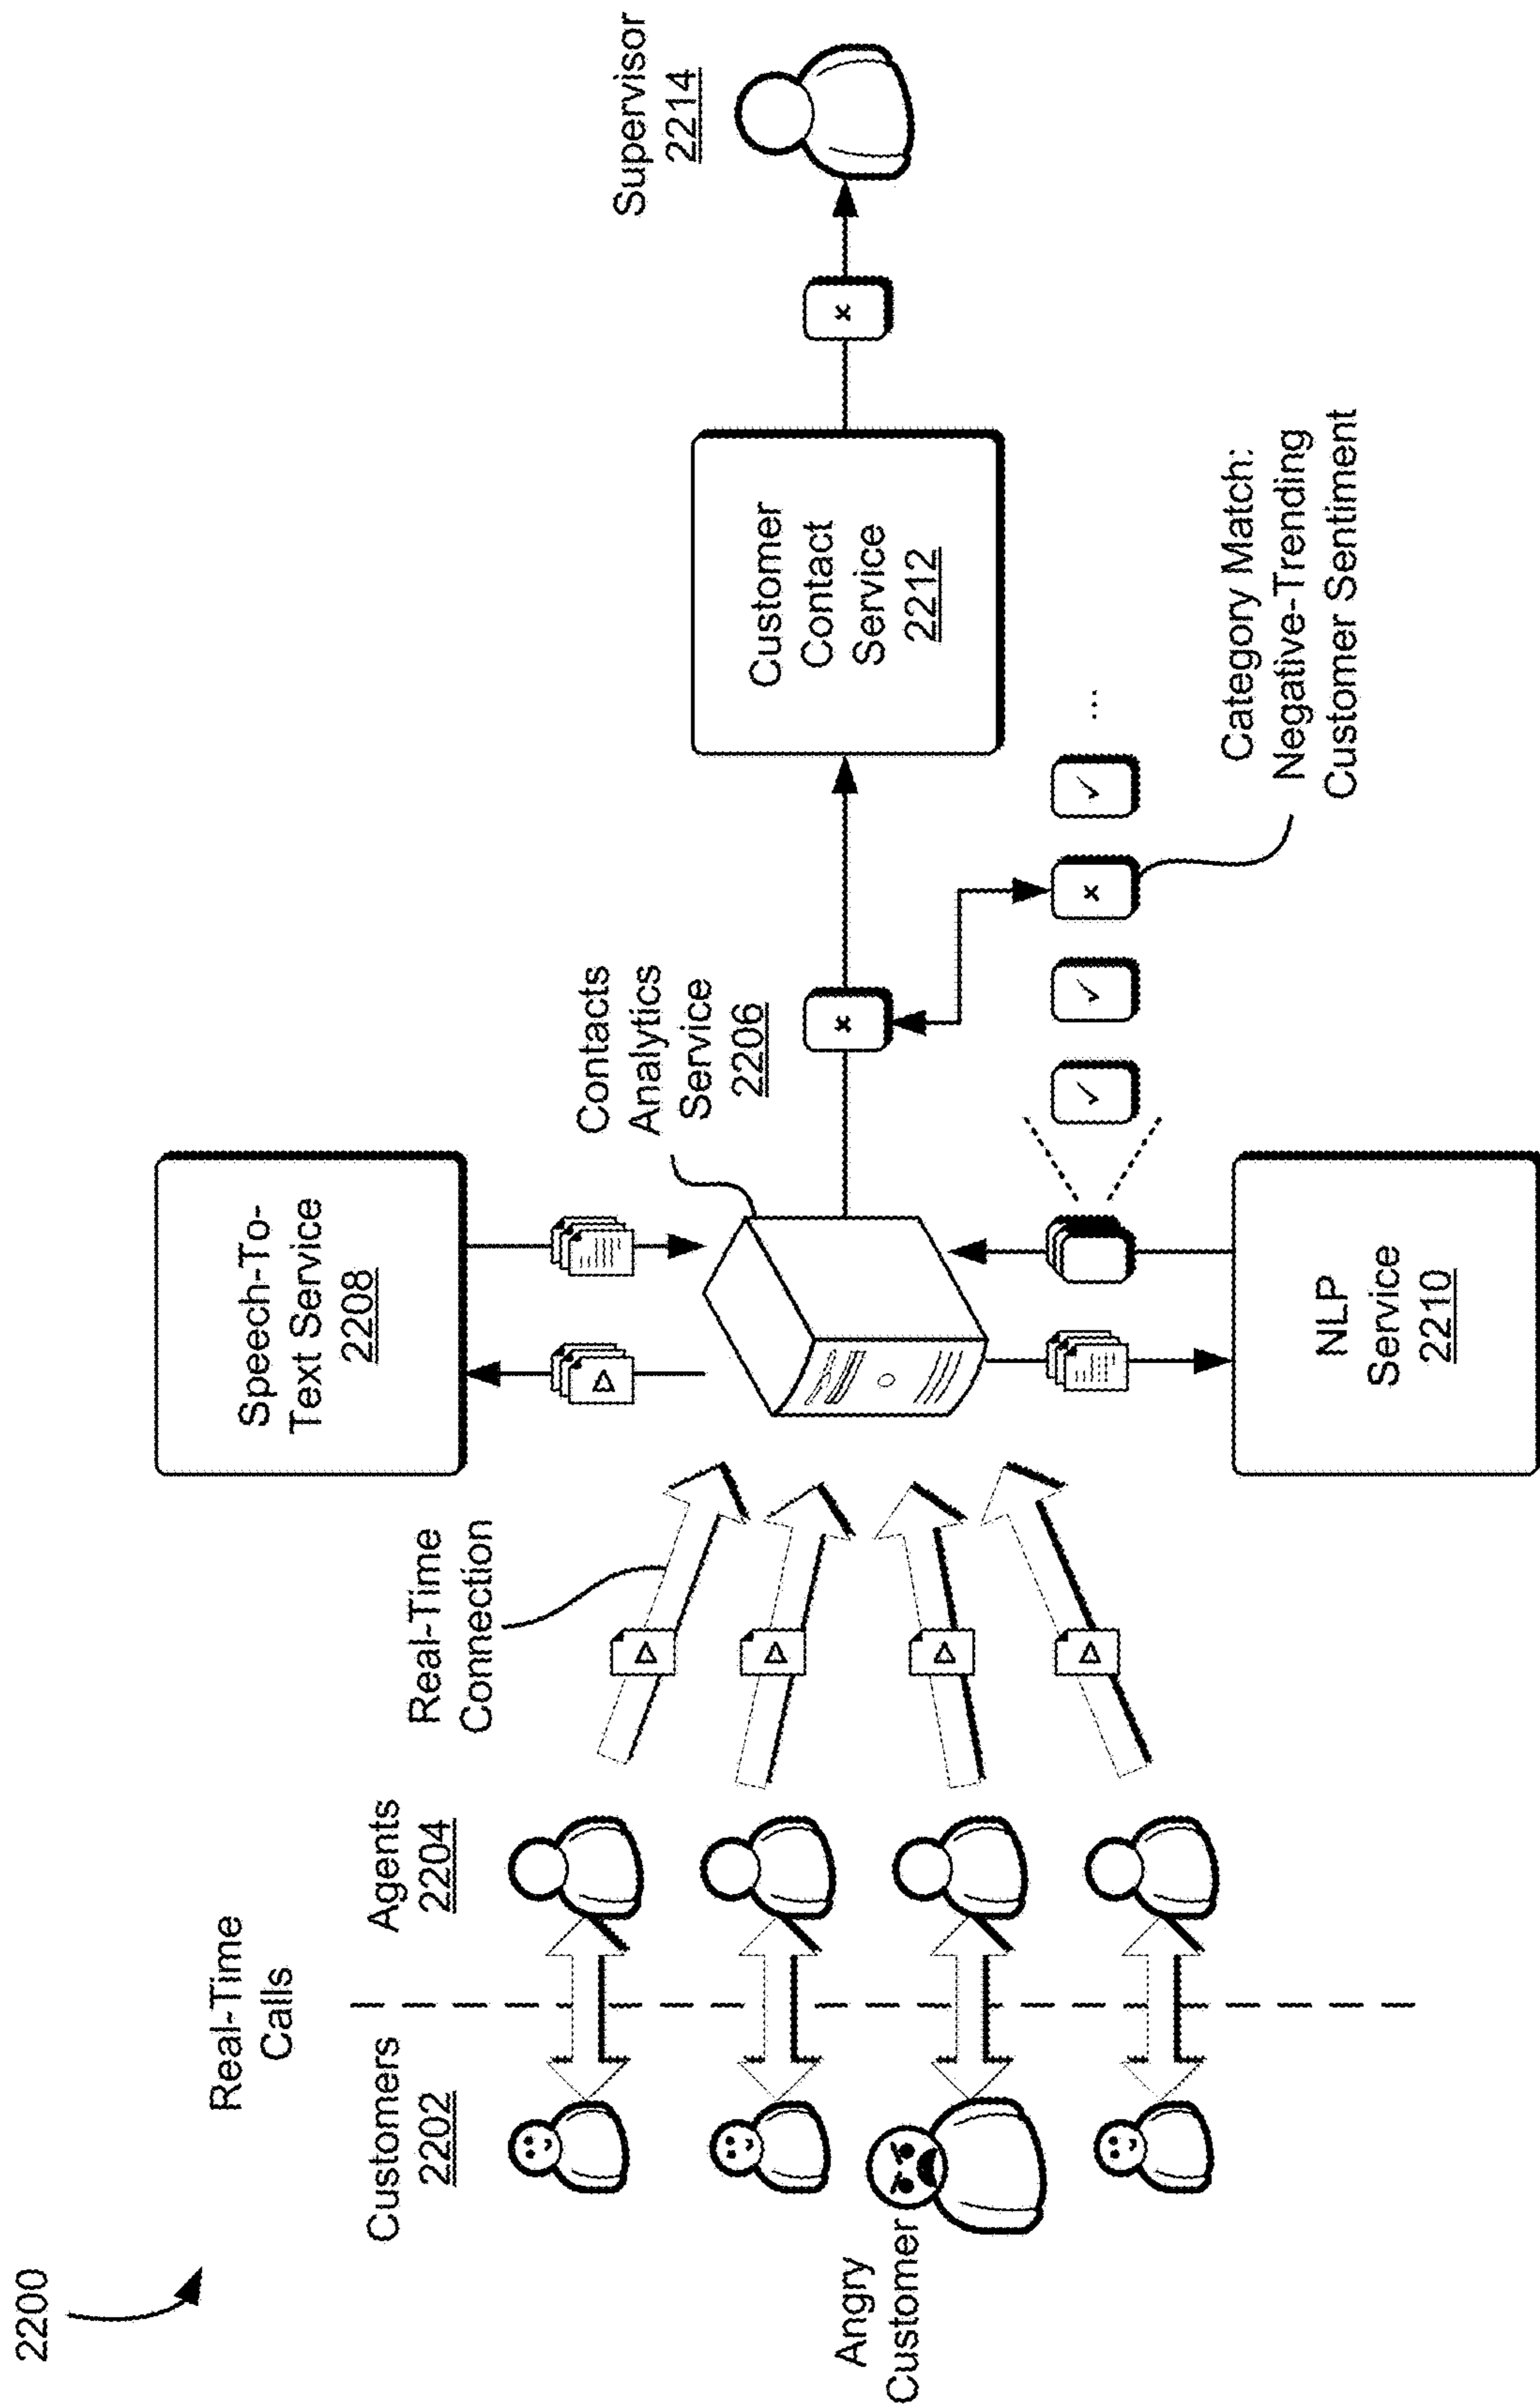 2200
Real-Time
Calls
Customers
2202
Agents
2204
Angry
Customer
Real-Time
Connection
Speech-To-
Text Service
2208
Contacts
Analytics
Service
2206
NLP
Service
2210
Customer
Contact
Service
2212
Category Match:
Negative-Trending
Customer Sentiment
...
Supervisor
2214